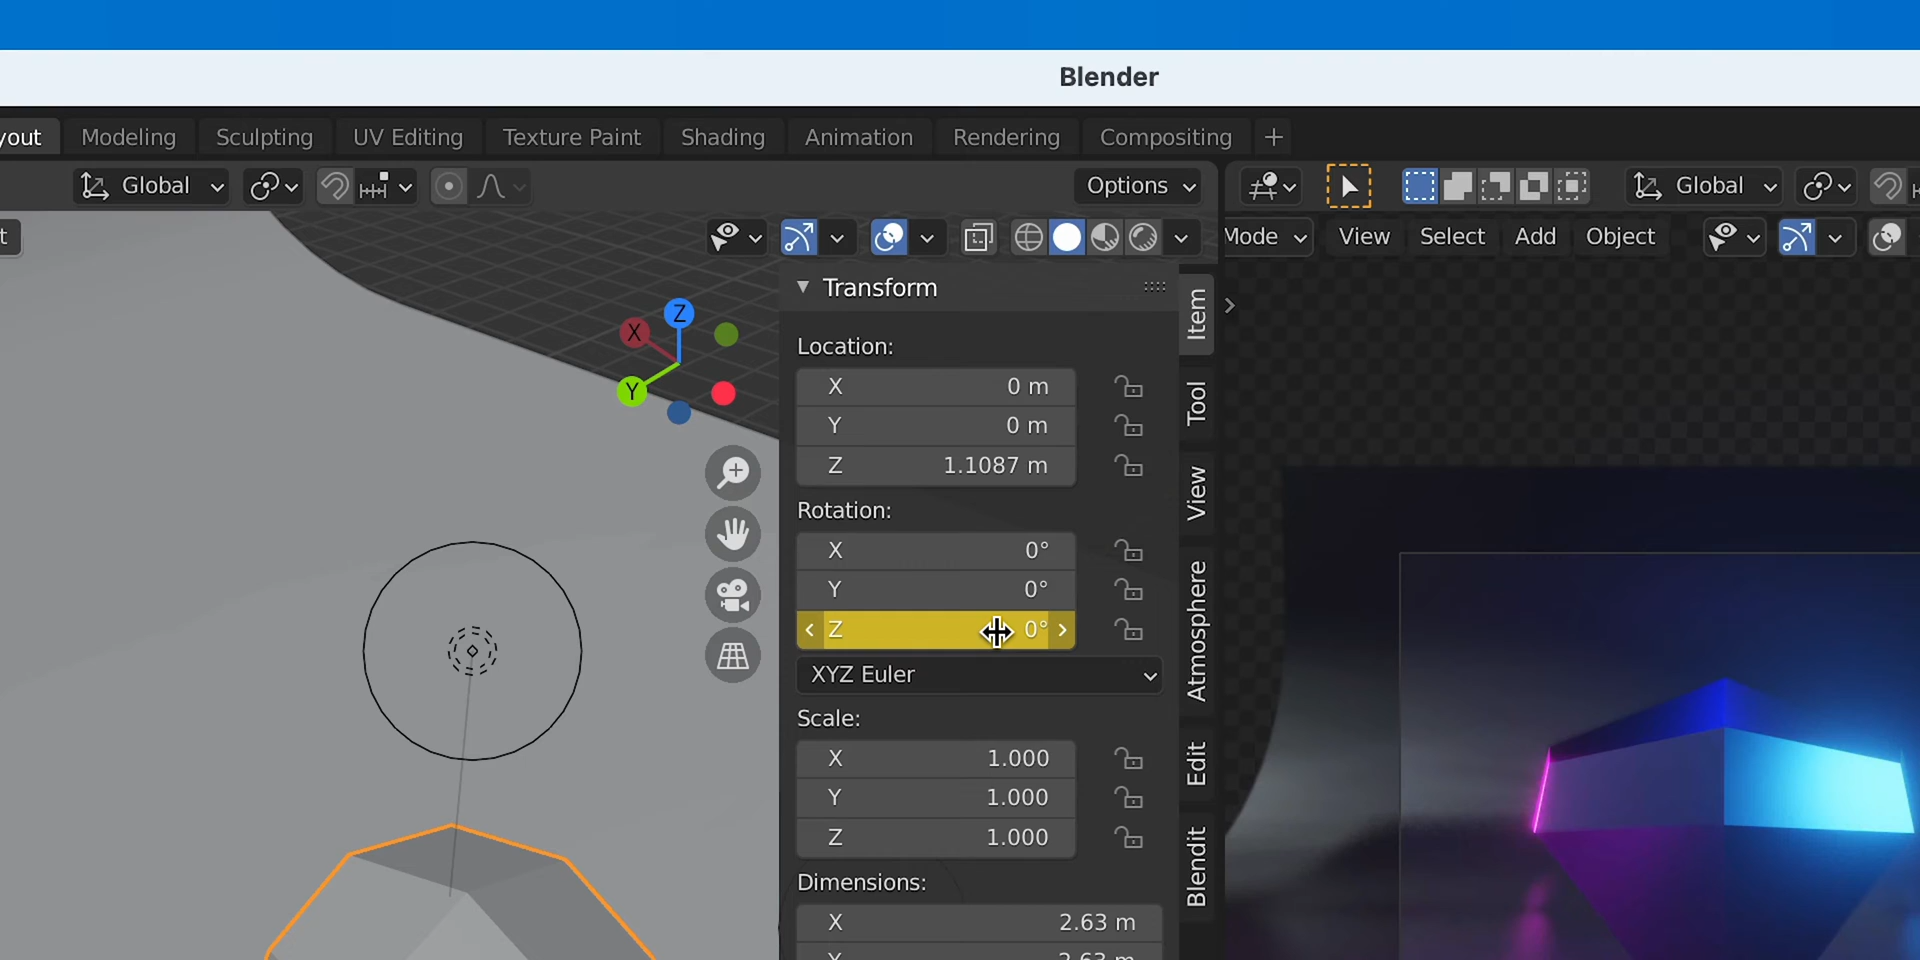 Blender
yout Modeling Sculpting UV Editing Texture Paint Shading Animation Rendering Compositing +
Global Options Global
t Mode View Select Add Object
Transform
Item
Tool
View
Atmosphere
Edit
Blendit
X
Z
Y
Location:
X 0 m
Y 0 m
Z 1.1087 m
Rotation:
X 0°
Y 0°
Z 0°
XYZ Euler
Scale:
X 1.000
Y 1.000
Z 1.000
Dimensions:
X 2.63 m
Y 2.63 m